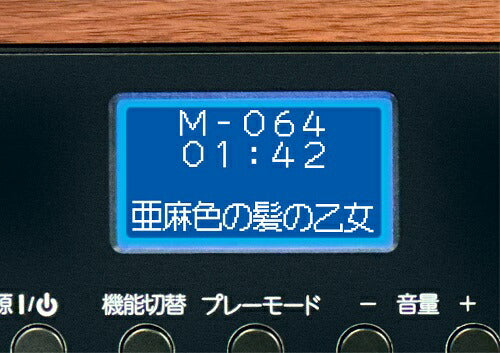 M-064
01:42
亜麻色の髪の乙女
源 I/⏻ 機能切替 プレーモード － 音量 ＋